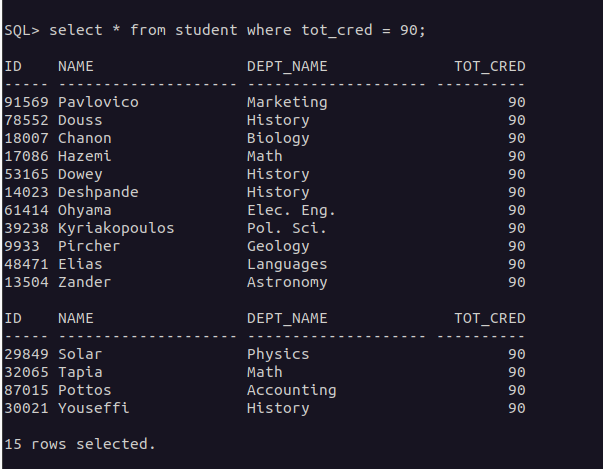 SQL> select * from student where tot_cred = 90;
ID    NAME                 DEPT_NAME              TOT_CRED
----- -------------------- -------------------- ----------
91569 Pavlovico            Marketing                    90
78552 Douss                History                      90
18007 Chanon               Biology                      90
17086 Hazemi               Math                         90
53165 Dowey                History                      90
14023 Deshpande            History                      90
61414 Ohyama               Elec. Eng.                   90
39238 Kyriakopoulos        Pol. Sci.                    90
9933  Pircher              Geology                      90
48471 Elias                Languages                    90
13504 Zander               Astronomy                    90
ID    NAME                 DEPT_NAME              TOT_CRED
----- -------------------- -------------------- ----------
29849 Solar                Physics                      90
32065 Tapia                Math                         90
87015 Pottos               Accounting                   90
30021 Youseffi             History                      90
15 rows selected.